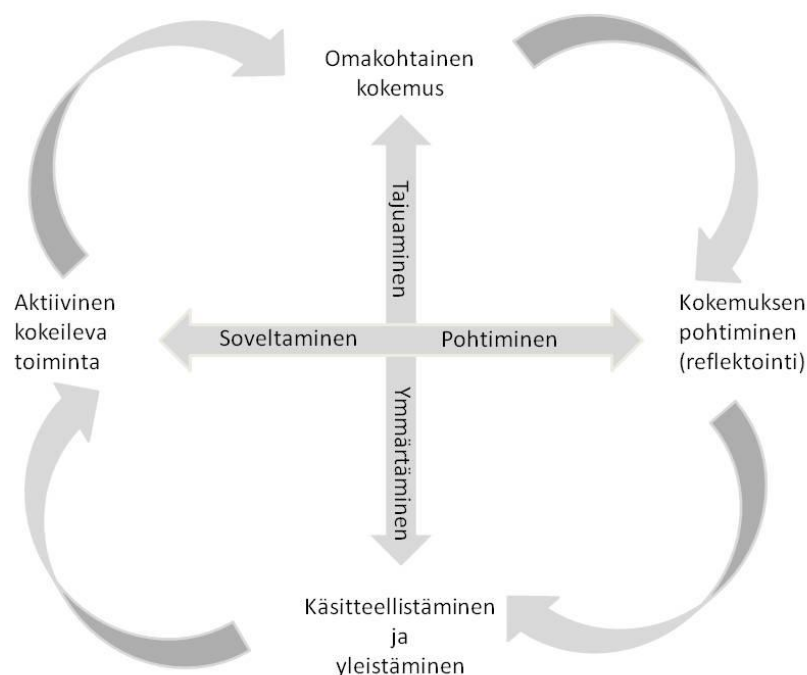 Omakohtainen
kokemus
Tajuaminen
Aktiivinen
kokeileva
toiminta
Soveltaminen
Pohtiminen
Kokemuksen
pohtiminen
(reflektointi)
Ymmärtäminen
Käsitteellistäminen
ja
yleistäminen